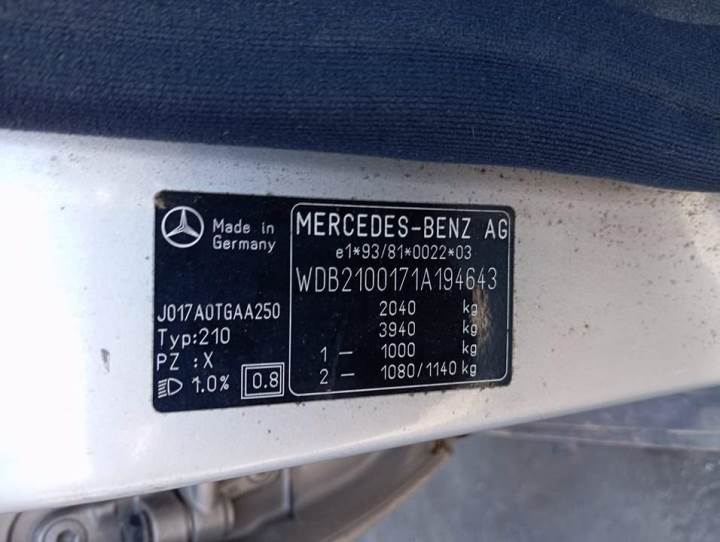 Made in
Germany
J017A0TGAA250
Typ:210
PZ :X
1.0% 0.8
MERCEDES-BENZ AG
e1*93/81*0022*03
WDB2100171A194643
2040 kg
3940 kg
1 — 1000 kg
2 — 1080/1140 kg